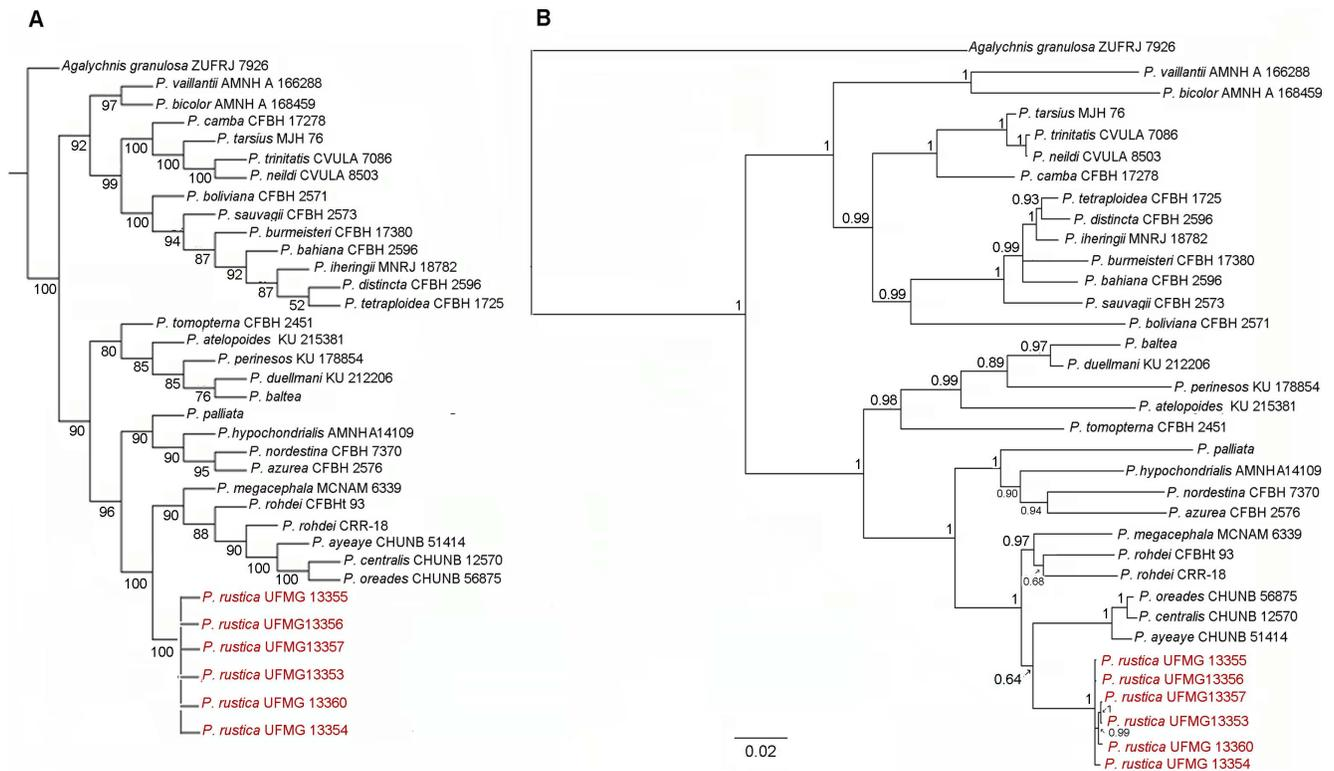 A
Agalychnis granulosa ZUFRJ 7926
P. vaillantii AMNH A 166288
97
P. bicolor AMNH A 168459
P. camba CFBH 17278
92
100
P. tarsius MJH 76
100
P. trinitatis CVULA 7086
100
P. neildi CVULA 8503
99
P. boliviana CFBH 2571
100
P. sauvagii CFBH 2573
94
P. burmeisteri CFBH 17380
87
P. bahiana CFBH 2596
92
P. iheringii MNRJ 18782
87
P. distincta CFBH 2596
52
P. tetraploidea CFBH 1725
100
P. tomopterna CFBH 2451
80
P. atelopoides KU 215381
85
P. perinesos KU 178854
85
P. duellmani KU 212206
76
P. baltea
90
P. palliata
90
P.hypochondrialis AMNHA14109
90
P. nordestina CFBH 7370
95
P. azurea CFBH 2576
96
P. megacephala MCNAM 6339
90
P. rohdei CFBHt 93
88
P. rohdei CRR-18
90
P. ayeaye CHUNB 51414
100
P. centralis CHUNB 12570
100
P. oreades CHUNB 56875
100
P. rustica UFMG 13355
P. rustica UFMG13356
P. rustica UFMG13357
100
P. rustica UFMG13353
P. rustica UFMG 13360
P. rustica UFMG 13354
B
Agalychnis granulosa ZUFRJ 7926
1
P. vaillantii AMNH A 166288
P. bicolor AMNH A 168459
P. tarsius MJH 76
1
P. trinitatis CVULA 7086
1
P. neildi CVULA 8503
1
1
P. camba CFBH 17278
0.93
P. tetraploidea CFBH 1725
1
P. distincta CFBH 2596
0.99
P. iheringii MNRJ 18782
0.99
P. burmeisteri CFBH 17380
1
P. bahiana CFBH 2596
0.99
P. sauvagii CFBH 2573
1
P. boliviana CFBH 2571
0.97
P. baltea
0.89
P. duellmani KU 212206
0.99
P. perinesos KU 178854
0.98
P. atelopoides KU 215381
P. tomopterna CFBH 2451
1
P. palliata
1
P.hypochondrialis AMNHA14109
0.90
P. nordestina CFBH 7370
0.94
P. azurea CFBH 2576
1
P. megacephala MCNAM 6339
0.97
P. rohdei CFBHt 93
0.68
P. rohdei CRR-18
1
P. oreades CHUNB 56875
1
1
P. centralis CHUNB 12570
P. ayeaye CHUNB 51414
0.64
P. rustica UFMG 13355
P. rustica UFMG13356
1
P. rustica UFMG13357
1
P. rustica UFMG13353
0.99
P. rustica UFMG 13360
P. rustica UFMG 13354
0.02